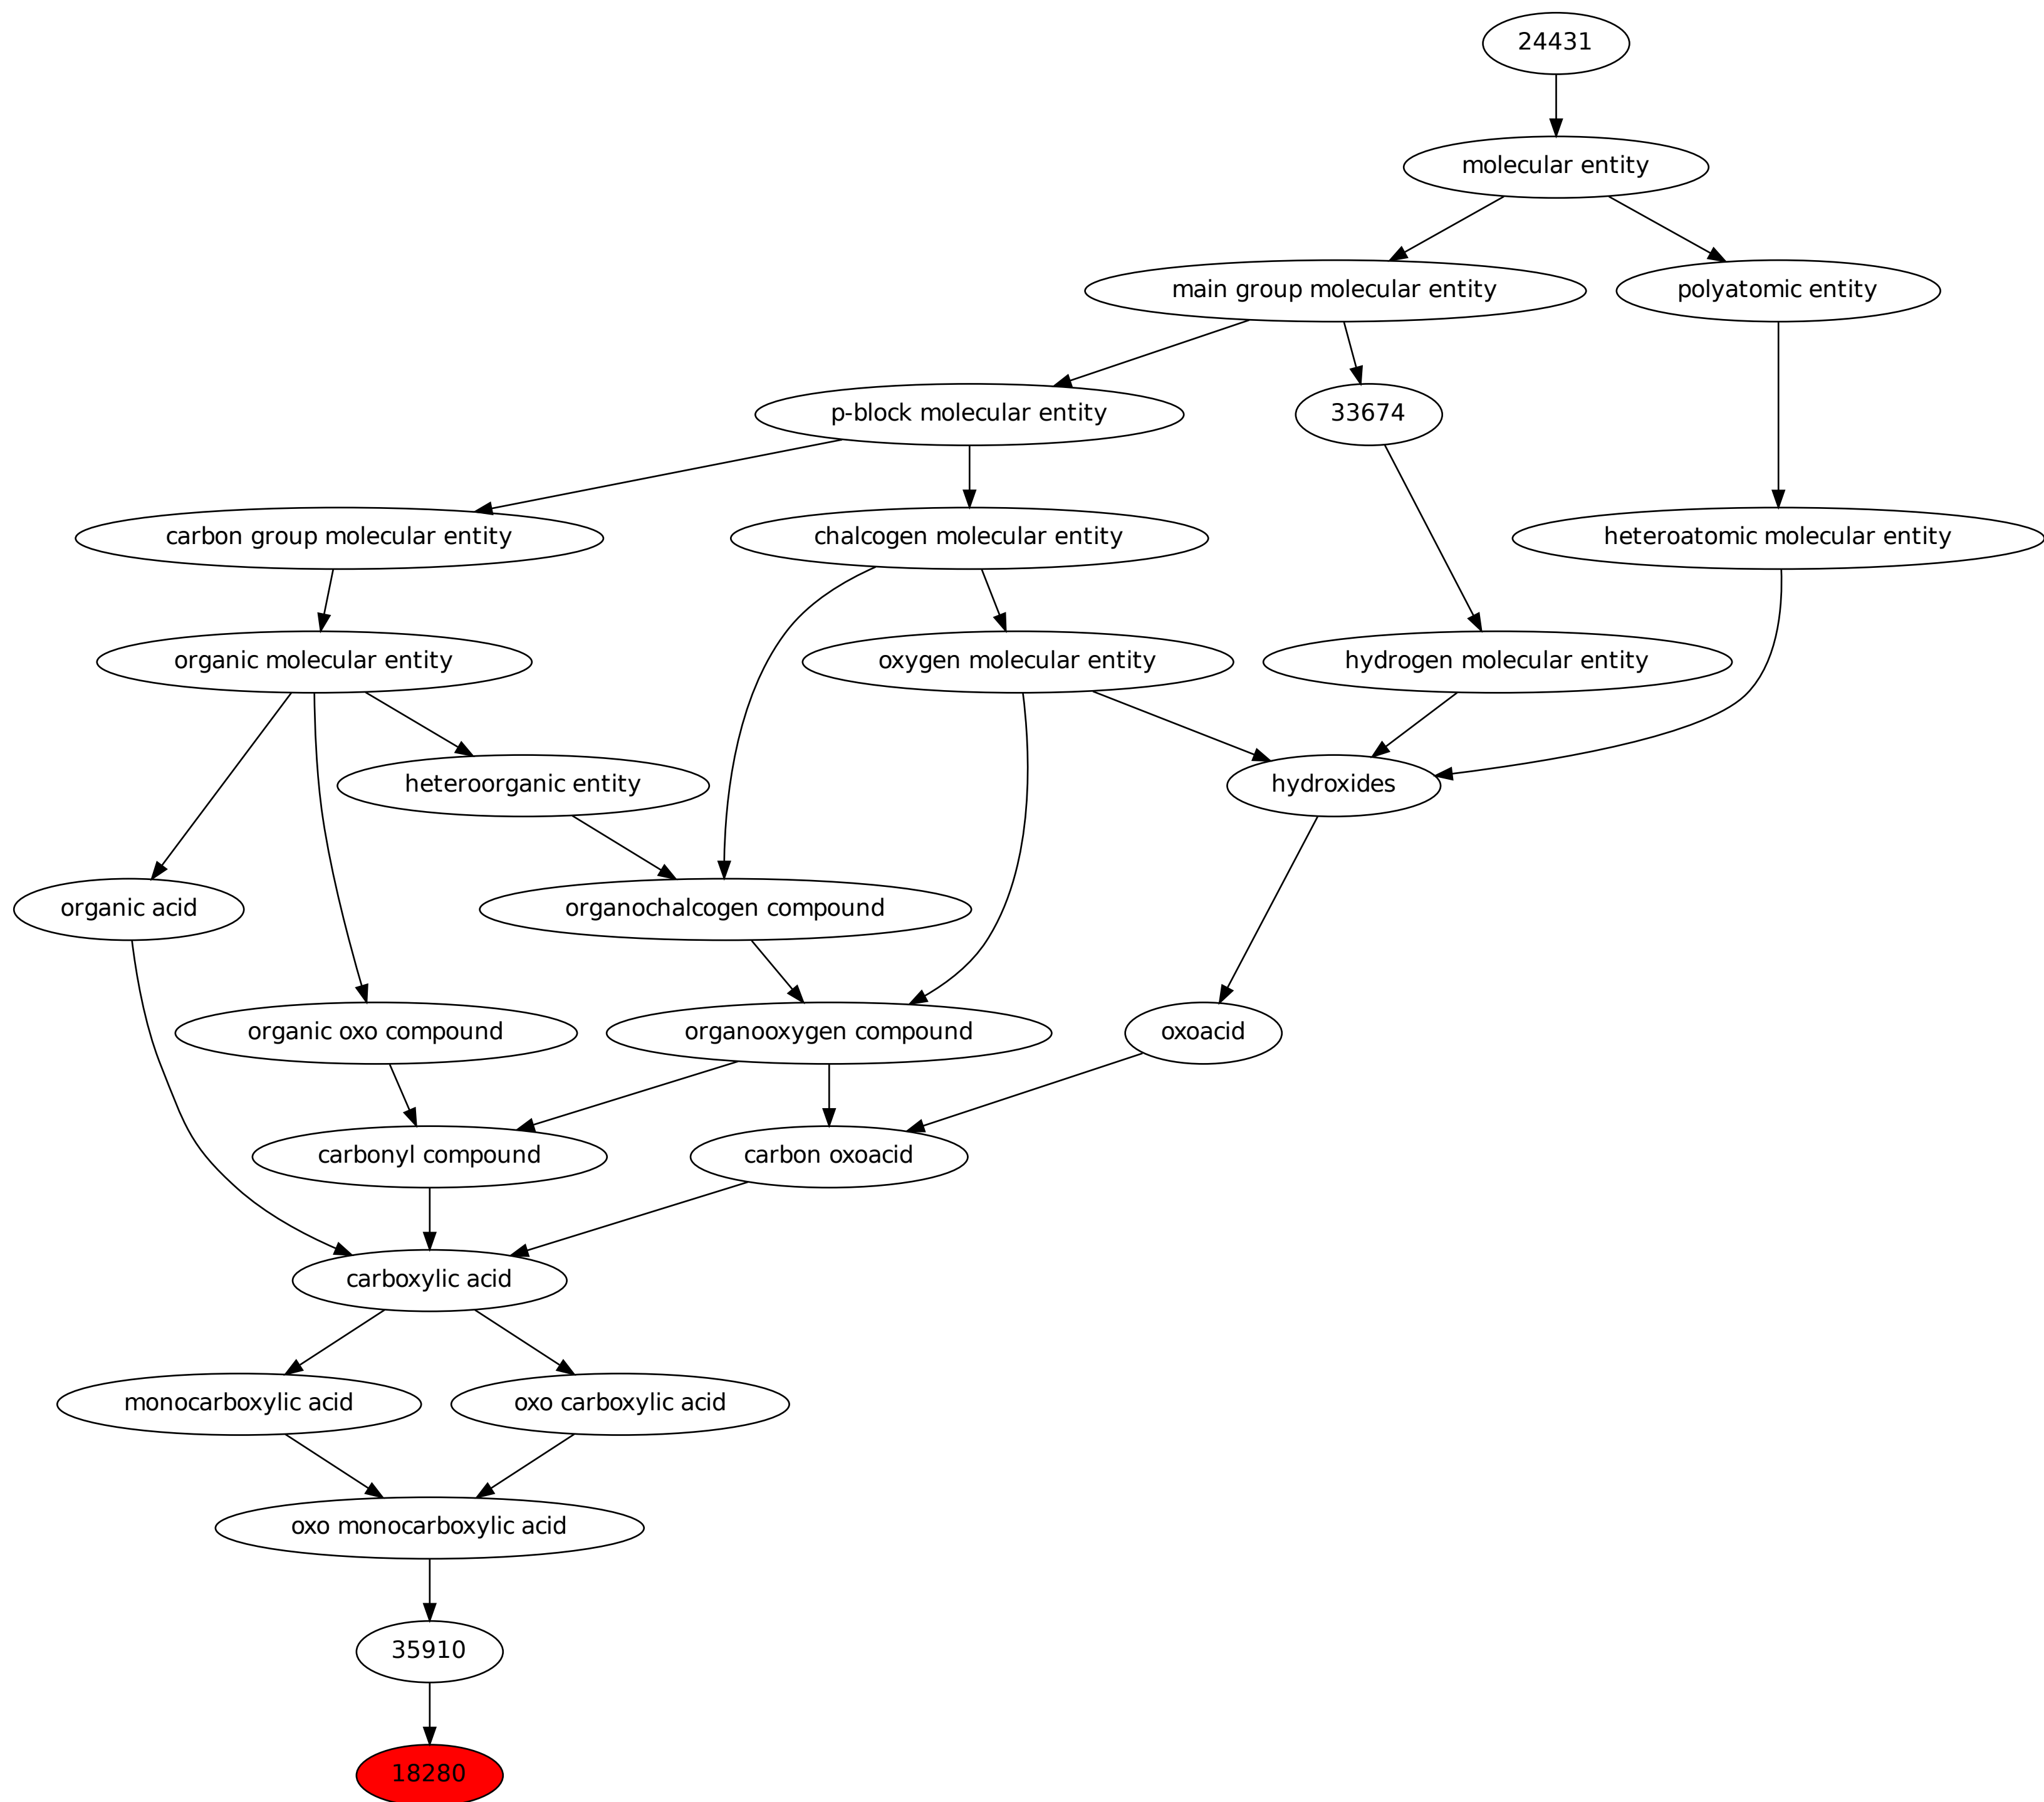 24431
molecular entity
main group molecular entity
polyatomic entity
p-block molecular entity
33674
carbon group molecular entity
chalcogen molecular entity
heteroatomic molecular entity
organic molecular entity
oxygen molecular entity
hydrogen molecular entity
heteroorganic entity
hydroxides
organic acid
organochalcogen compound
organic oxo compound
organooxygen compound
oxoacid
carbonyl compound
carbon oxoacid
carboxylic acid
monocarboxylic acid
oxo carboxylic acid
oxo monocarboxylic acid
35910
18280